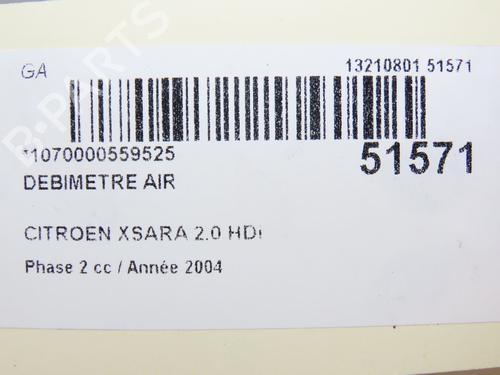 GA
13210801 51571
*1070000559525
51571
DEBIMETRE AIR
CITROEN XSARA 2.0 HDi
Phase 2 cc / Année 2004
B-PARTS